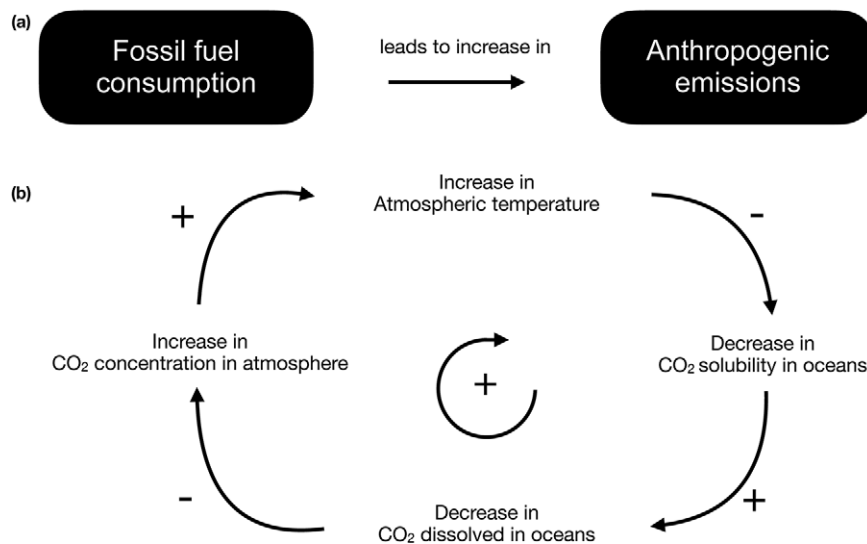 (a)
Fossil fuel
consumption
leads to increase in
Anthropogenic
emissions
(b)
+
Increase in
Atmospheric temperature
-
Increase in
CO₂ concentration in atmosphere
+
Decrease in
CO₂ solubility in oceans
-
Decrease in
CO₂ dissolved in oceans
+